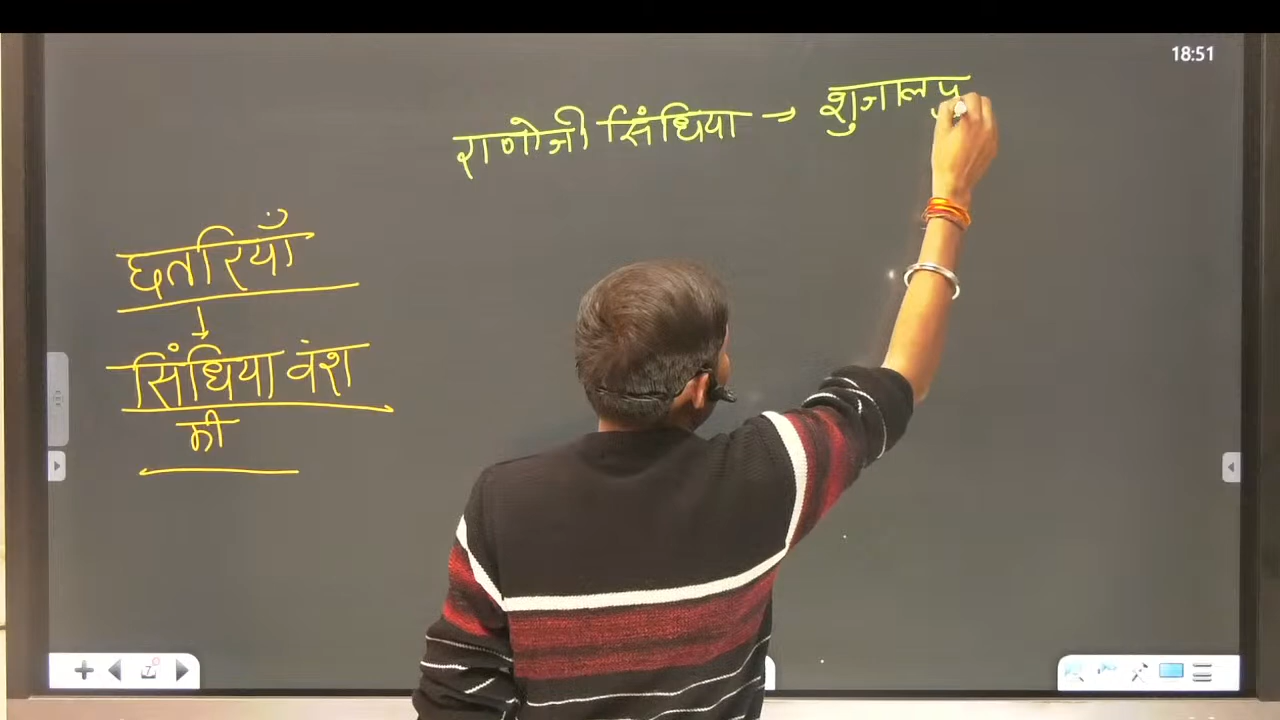 18:51
राणोजी सिंधिया → शुजालपु
छतरियाँ
↓
सिंधिया वंश
की